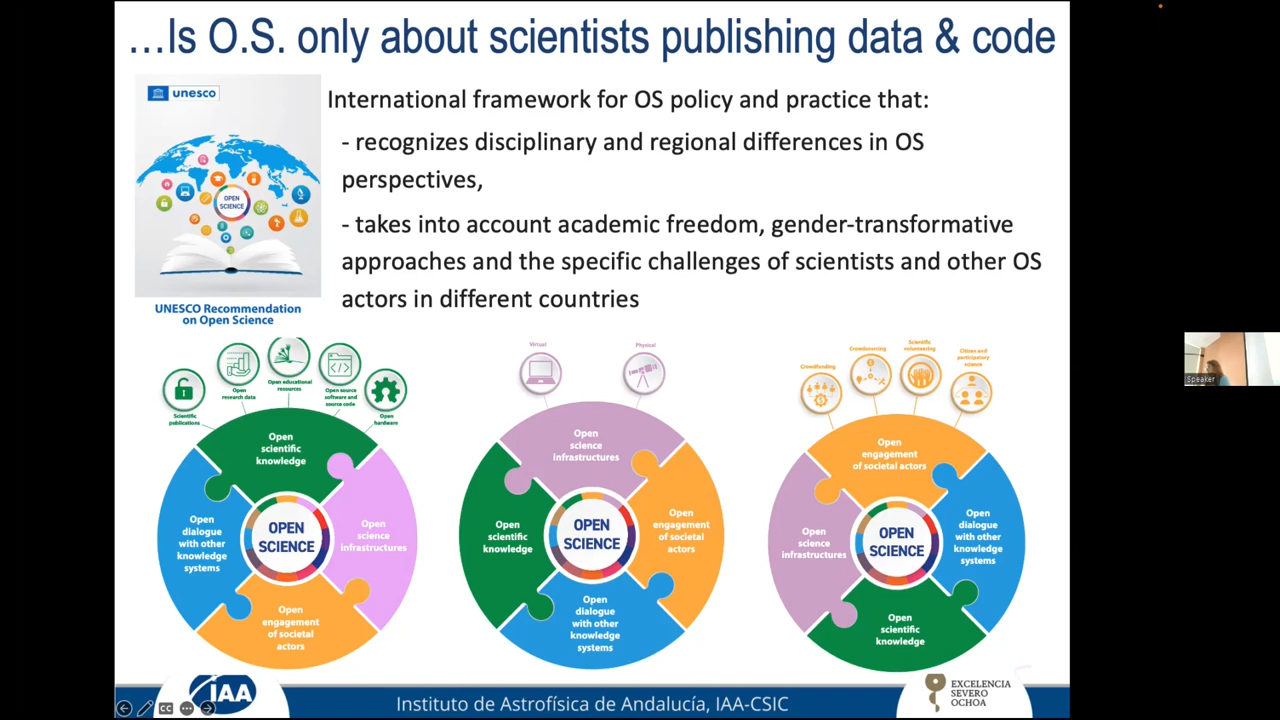 ...Is O.S. only about scientists publishing data & code
unesco
OPEN
SCIENCE
UNESCO Recommendation
on Open Science
International framework for OS policy and practice that:
- recognizes disciplinary and regional differences in OS
perspectives,
- takes into account academic freedom, gender-transformative
approaches and the specific challenges of scientists and other OS
actors in different countries
Scientific
publications
Open
research data
Open educational
resources
Open source
software and
source code
Open
hardware
Open
scientific
knowledge
Open
dialogue
with other
knowledge
systems
OPEN
SCIENCE
Open
science
infrastructures
Open
engagement
of societal
actors
Virtual
Physical
Open
science
infrastructures
Open
scientific
knowledge
OPEN
SCIENCE
Open
engagement
of societal
actors
Open
dialogue
with other
knowledge
systems
Crowdfunding
Crowdsourcing
Scientific
volunteering
Citizen and
participatory
science
Open
engagement
of societal actors
Open
science
infrastructures
OPEN
SCIENCE
Open
dialogue
with other
knowledge
systems
Open
scientific
knowledge
IAA
CC
Instituto de Astrofísica de Andalucía, IAA-CSIC
EXCELENCIA
SEVERO
OCHOA
Speaker